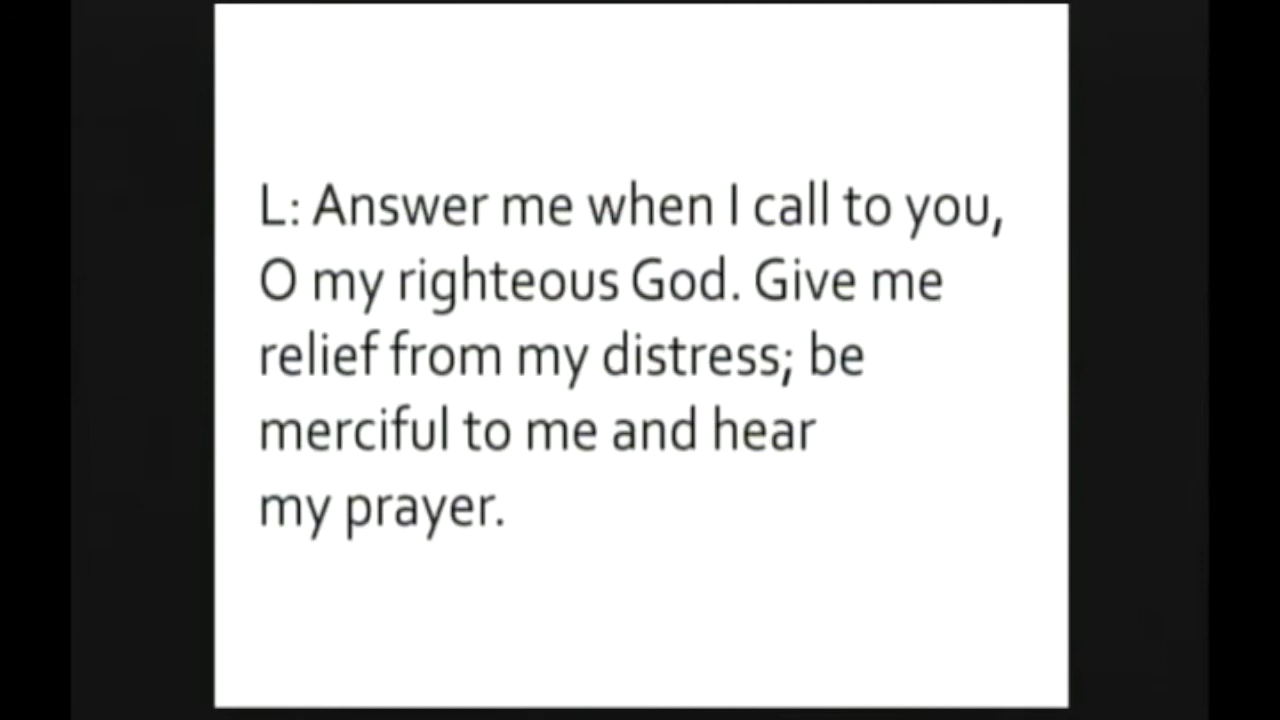 L: Answer me when I call to you,
O my righteous God. Give me
relief from my distress; be
merciful to me and hear
my prayer.